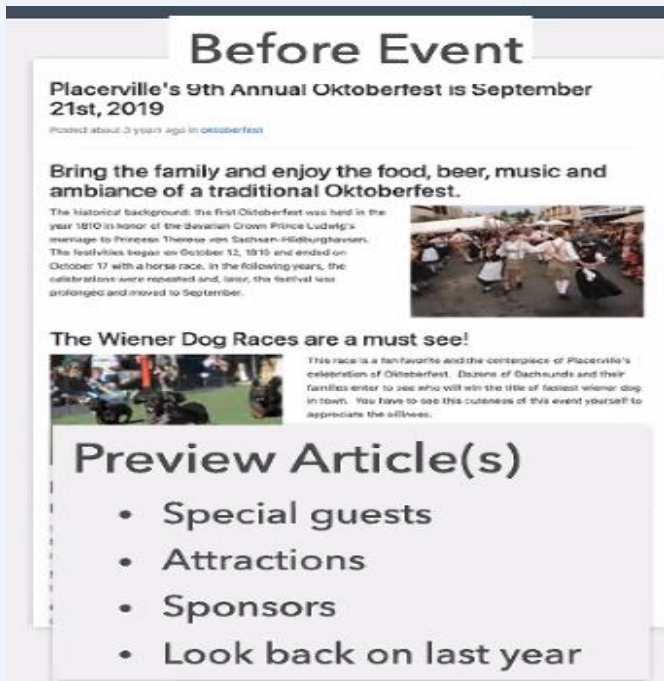 Before Event
Placerville's 9th Annual Oktoberfest is September
21st, 2019
Posted about 3 years ago in oktoberfest
Bring the family and enjoy the food, beer, music and
ambiance of a traditional Oktoberfest.
The historical background: the first Oktoberfest was held in the
year 1810 in honor of the Bavarian Crown Prince Ludwig's
marriage to Princess Therese von Sachsen-Hildburghausen.
The festivities began on October 12, 1810 and ended on
October 17 with a horse race. In the following years, the
celebrations were repeated and, later, the festival was
prolonged and moved to September.
The Wiener Dog Races are a must see!
This race is a fan favorite and the centerpiece of Placerville's
celebration of Oktoberfest. Dozens of Dachsunds and their
families enter to see who will win the title of fastest wiener dog
in town. You have to see this cuteness of this event yourself to
appreciate the silliness.
Preview Article(s)
• Special guests
• Attractions
• Sponsors
• Look back on last year